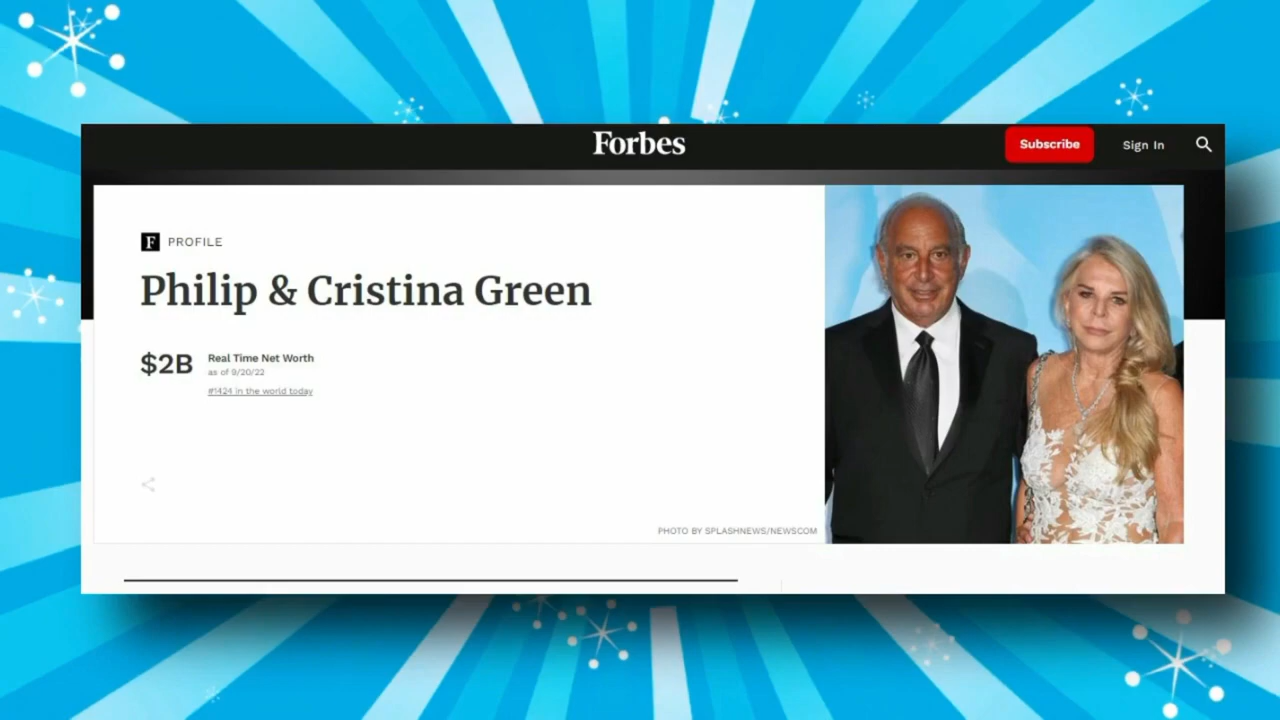 Forbes
Subscribe
Sign In
F PROFILE
Philip & Cristina Green
$2B
Real Time Net Worth
as of 9/20/22
#1424 in the world today
PHOTO BY SPLASHNEWS/NEWSCOM